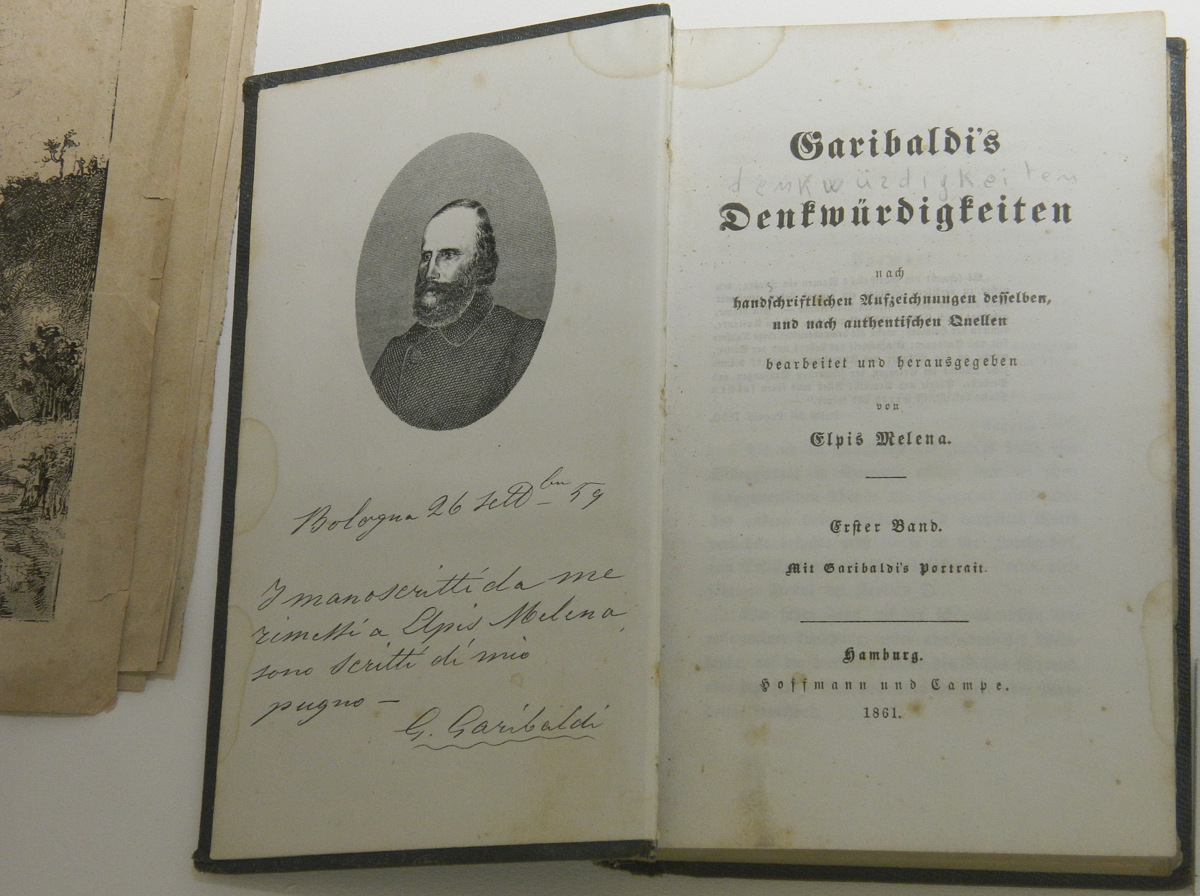 Bologna 26 settbre 59
I manoscritti da me
rimessi a Elpis Melena,
sono scritti di mio
pugno —
G. Garibaldi
Garibaldi's
denkwürdigkeiten
Denkwürdigkeiten
nach
handschriftlichen Aufzeichnungen desselben,
und nach authentischen Quellen
bearbeitet und herausgegeben
von
Elpis Melena.
Erster Band.
Mit Garibaldi's Portrait.
Hamburg.
Hoffmann und Campe.
1861.